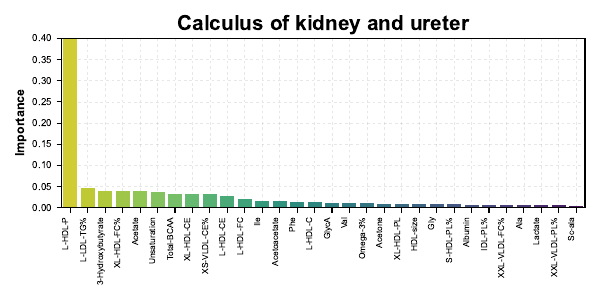 Calculus of kidney and ureter
Importance
0.40
0.35
0.30
0.25
0.20
0.15
0.10
0.05
0.00
L-HDL-P
L-LDL-TG%
3-Hydroxybutyrate
XL-HDL-FC%
Acetate
Unsaturation
Total-BCAA
XL-HDL-CE
XS-VLDL-CE%
L-HDL-CE
L-HDL-FC
Ile
Acetoacetate
Phe
L-HDL-C
GlycA
Val
Omega-3%
Acetone
XL-HDL-PL
HDL-size
Gly
S-HDL-PL%
Albumin
IDL-PL%
XXL-VLDL-FC%
Ala
Lactate
XXL-VLDL-PL%
Sc-ala